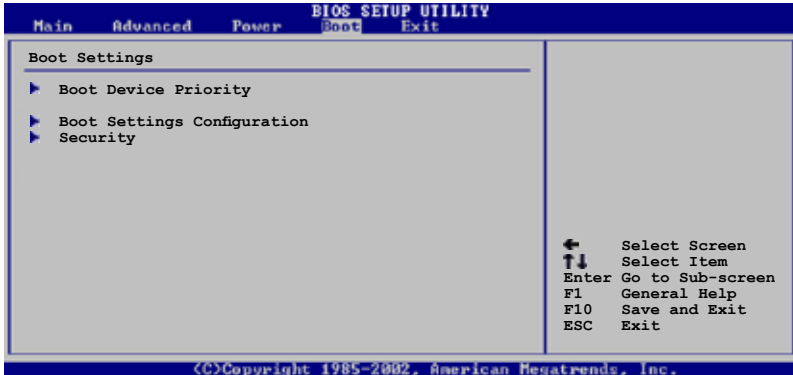 BIOS SETUP UTILITY
Main Advanced Power Boot Exit
Boot Settings
Boot Device Priority
Boot Settings Configuration
Security
← Select Screen
↑↓ Select Item
Enter Go to Sub-screen
F1 General Help
F10 Save and Exit
ESC Exit
(C)Copyright 1985-2002, American Megatrends, Inc.